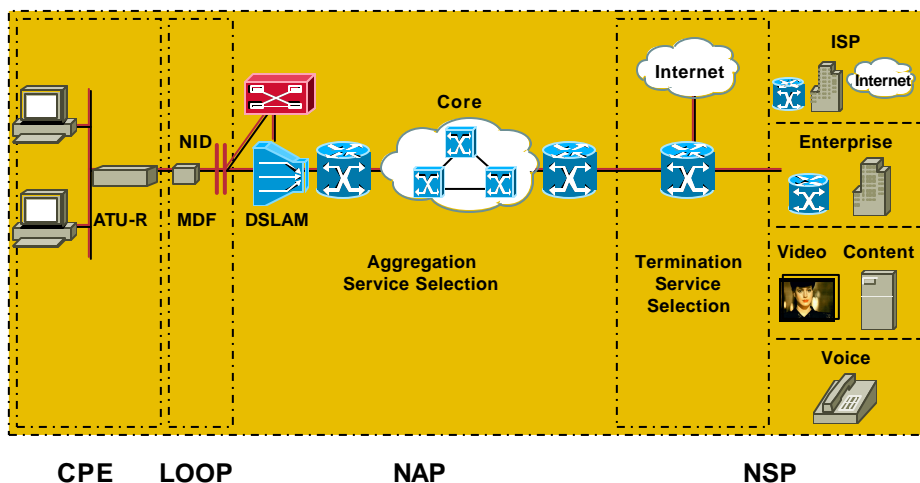 ISP
Internet
Internet
Core
Enterprise
NID
ATU-R
MDF
DSLAM
Aggregation
Service Selection
Termination
Service
Selection
Video
Content
Voice
CPE
LOOP
NAP
NSP